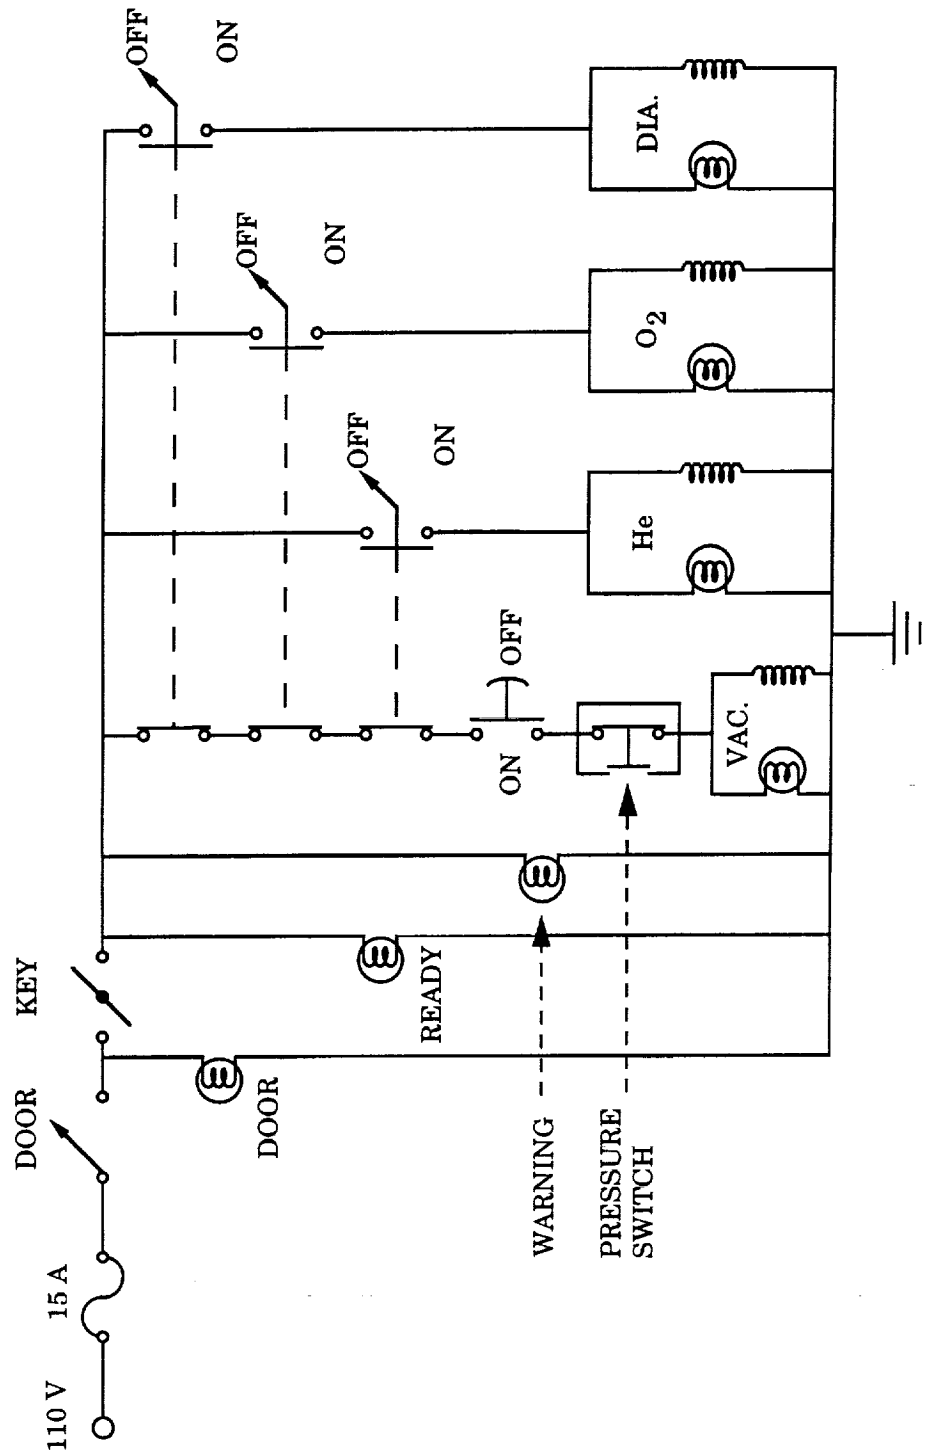 110 V
15 A
DOOR
KEY
DOOR
READY
WARNING
PRESSURE
SWITCH
ON
OFF
VAC.
OFF
ON
He
OFF
ON
O2
OFF
ON
DIA.